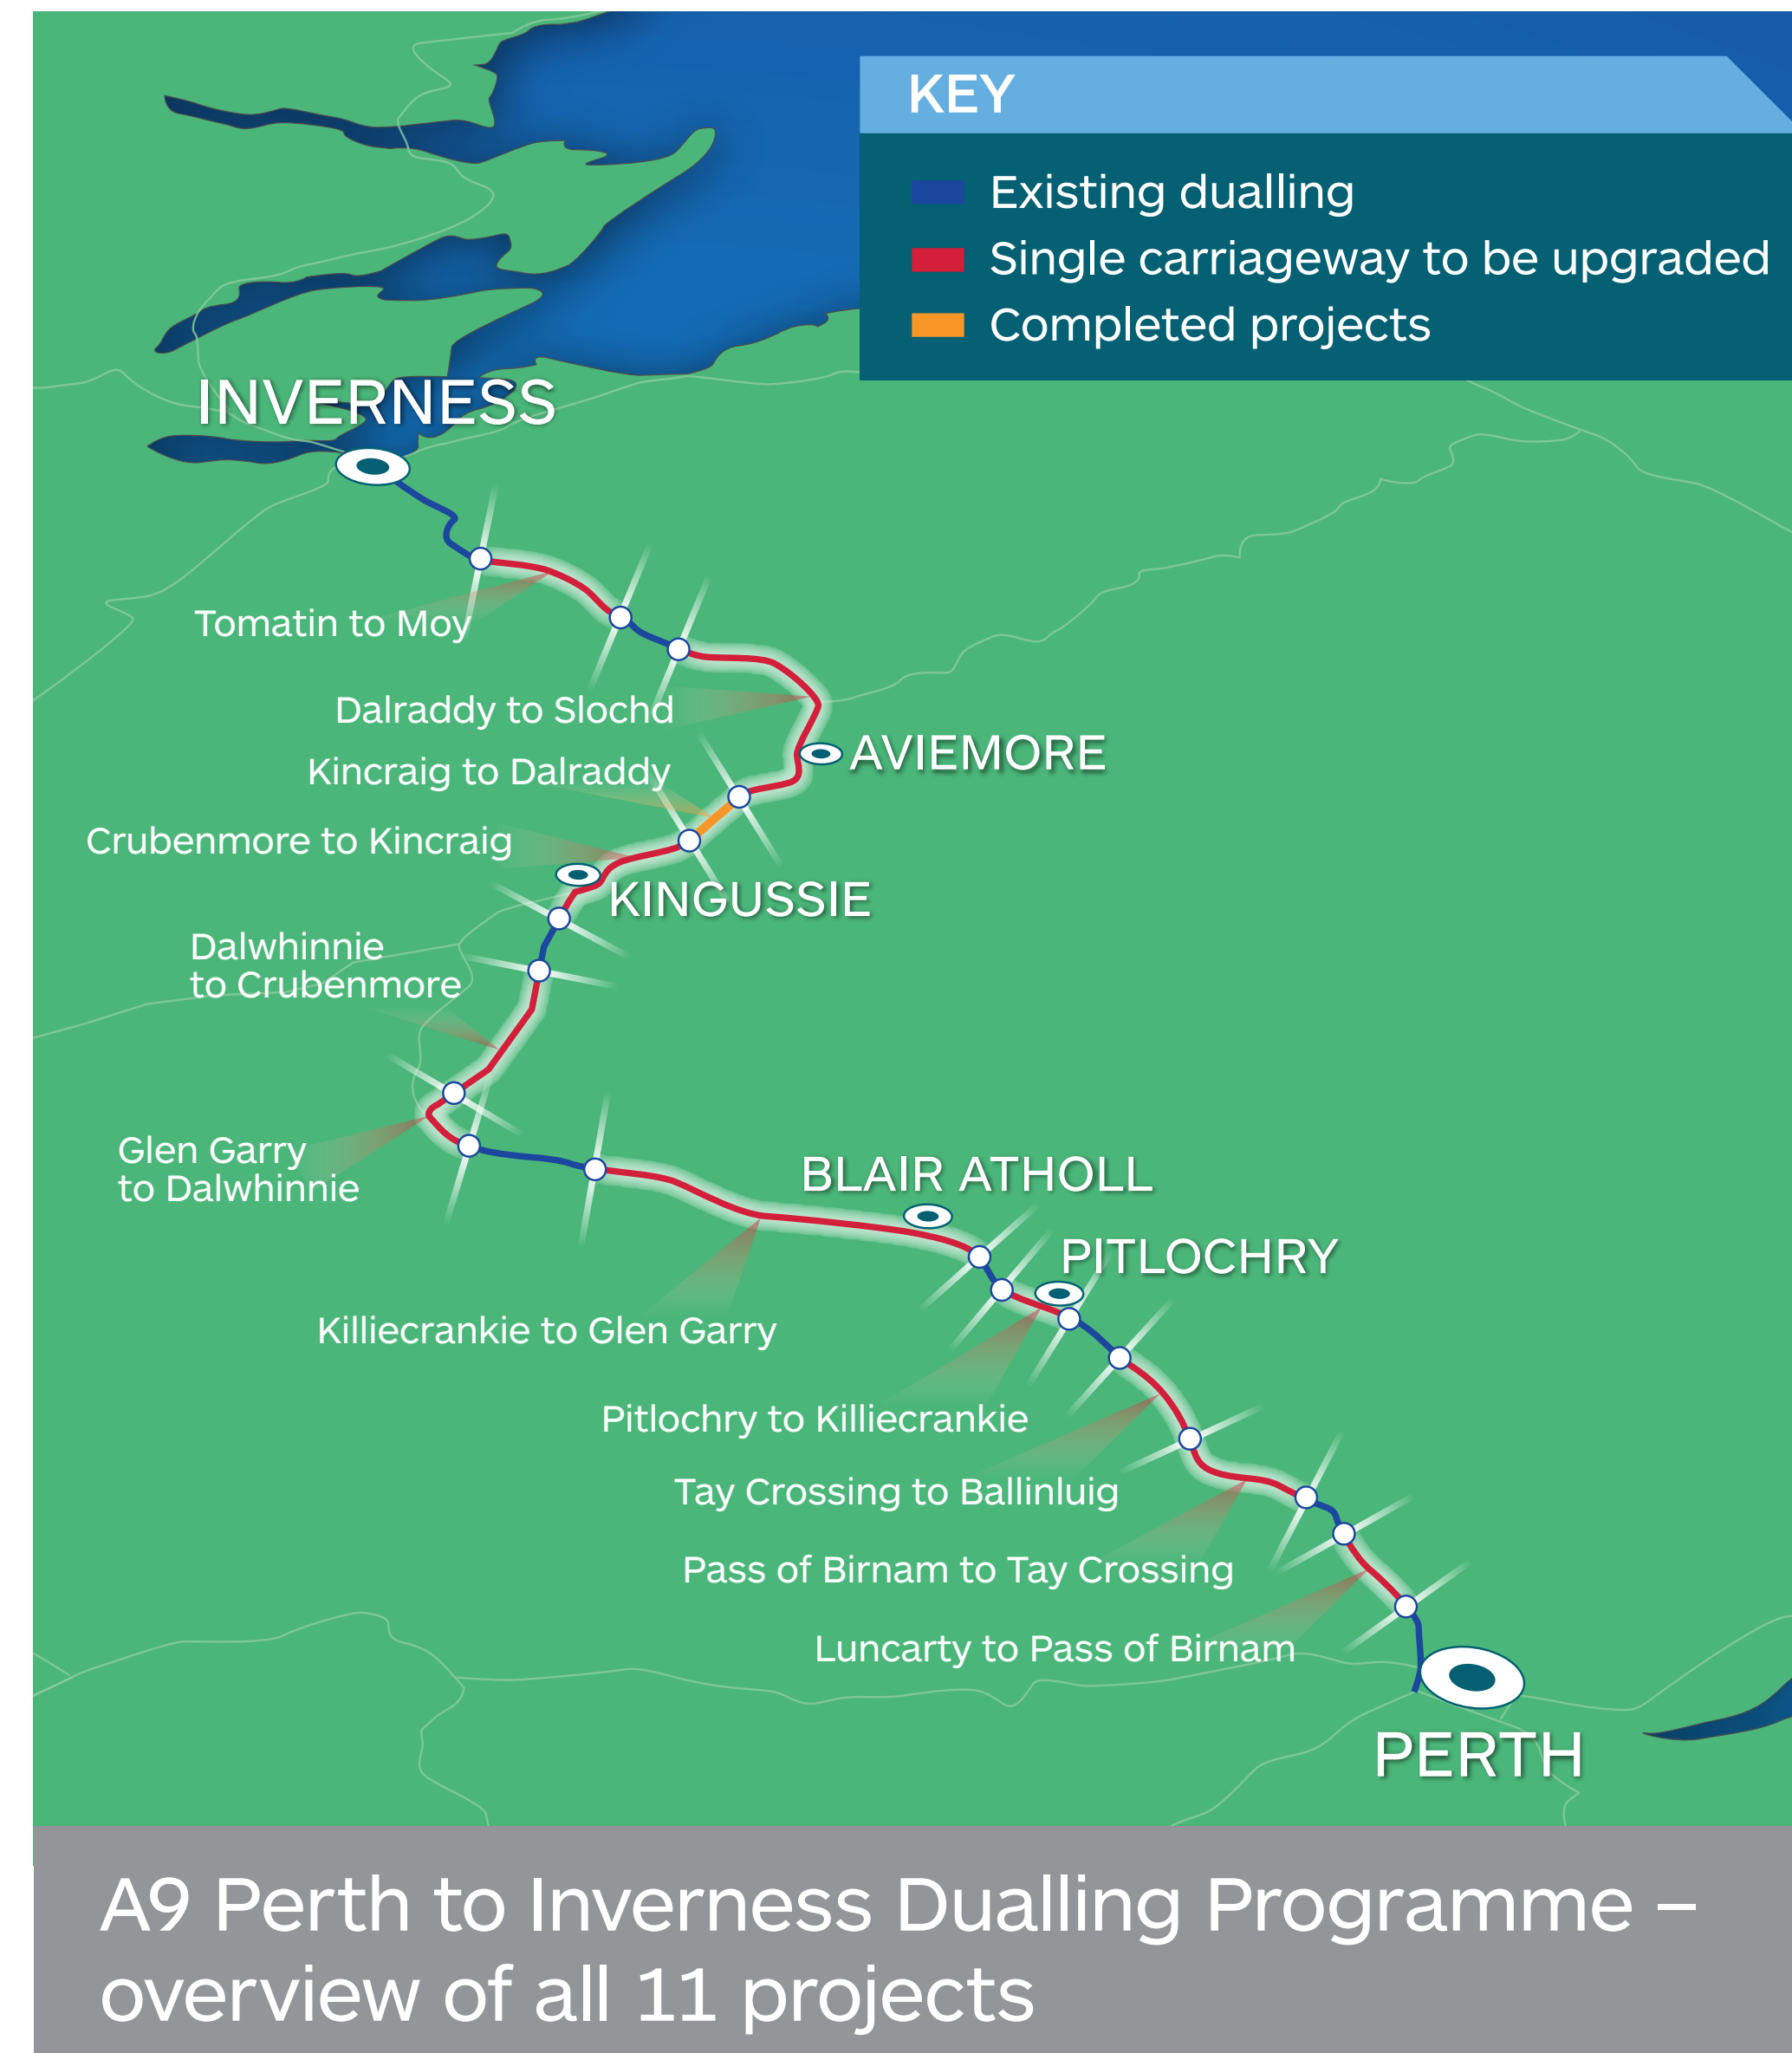 KEY
Existing dualling
Single carriageway to be upgraded
Completed projects
INVERNESS
Tomatin to Moy
Dalraddy to Slochd
AVIEMORE
Kincraig to Dalraddy
Crubenmore to Kincraig
KINGUSSIE
Dalwhinnie
to Crubenmore
Glen Garry
to Dalwhinnie
BLAIR ATHOLL
PITLOCHRY
Killiecrankie to Glen Garry
Pitlochry to Killiecrankie
Tay Crossing to Ballinluig
Pass of Birnam to Tay Crossing
Luncarty to Pass of Birnam
PERTH
A9 Perth to Inverness Dualling Programme –
overview of all 11 projects